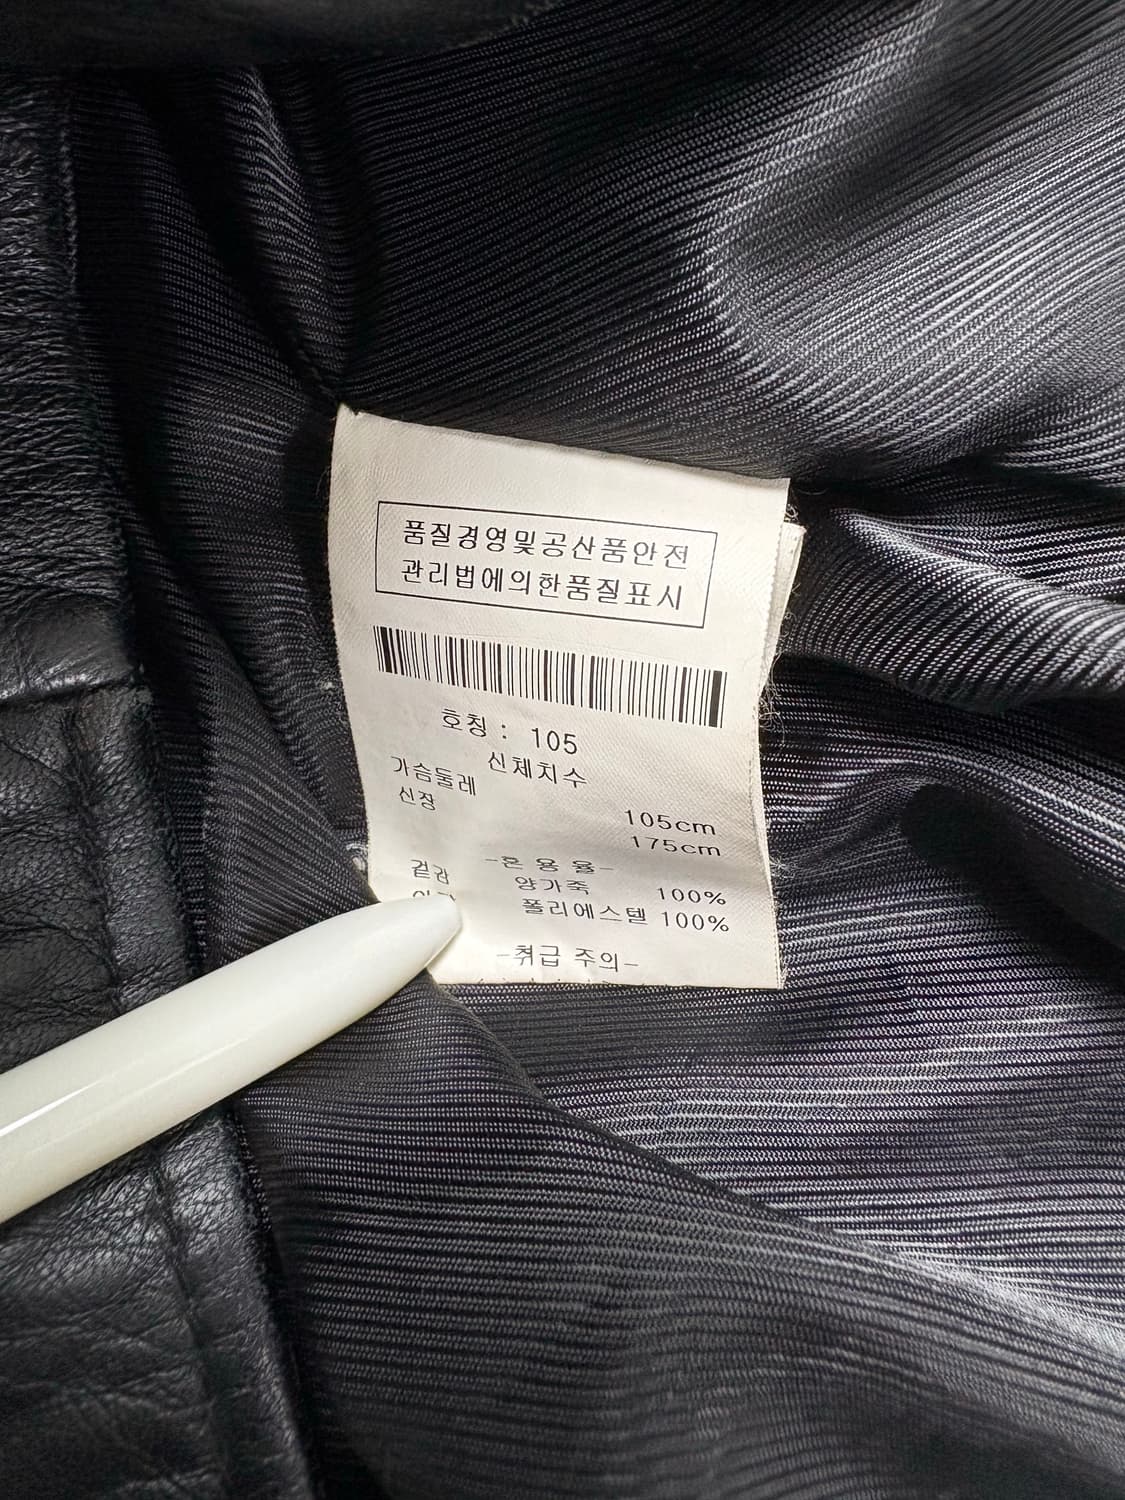 품질경영및공산품안전
관리법에의한품질표시
호칭 : 105
신체치수
가슴둘레 105cm
신장 175cm
-혼 용 율-
겉감 양가죽 100%
폴리에스텔 100%
-취급 주의-